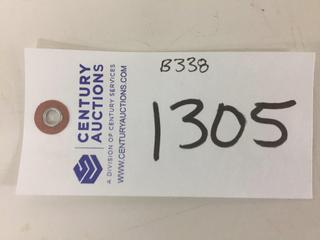 B338
1305
CENTURY
AUCTIONS
A DIVISION OF CENTURY SERVICES
WWW.CENTURYAUCTIONS.COM